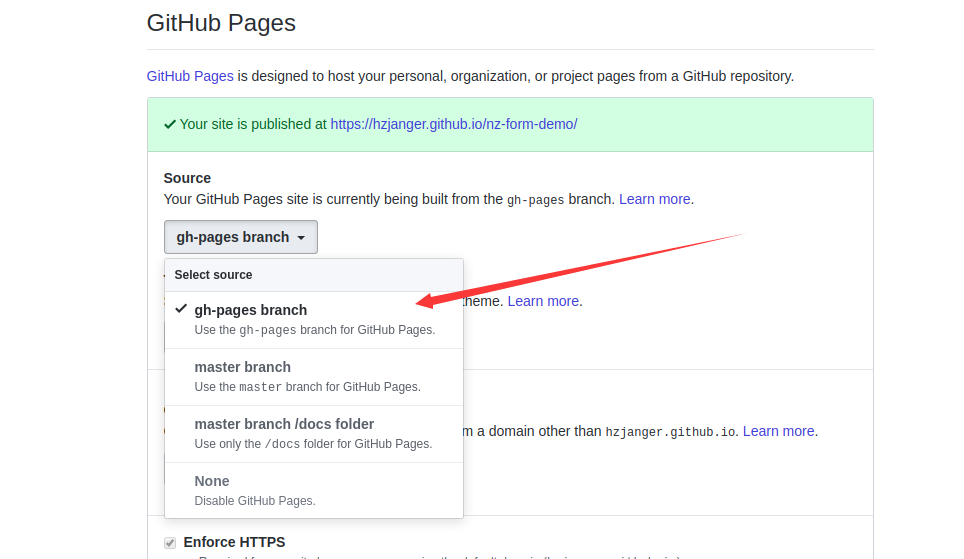 GitHub Pages
GitHub Pages is designed to host your personal, organization, or project pages from a GitHub repository.
Your site is published at https://hzjanger.github.io/nz-form-demo/
Source
Your GitHub Pages site is currently being built from the gh-pages branch. Learn more.
gh-pages branch
Select source
gh-pages branch
theme. Learn more.
Use the gh-pages branch for GitHub Pages.
master branch
Use the master branch for GitHub Pages.
master branch /docs folder
a domain other than hzjanger.github.io. Learn more.
Use only the /docs folder for GitHub Pages.
None
Disable GitHub Pages.
Enforce HTTPS